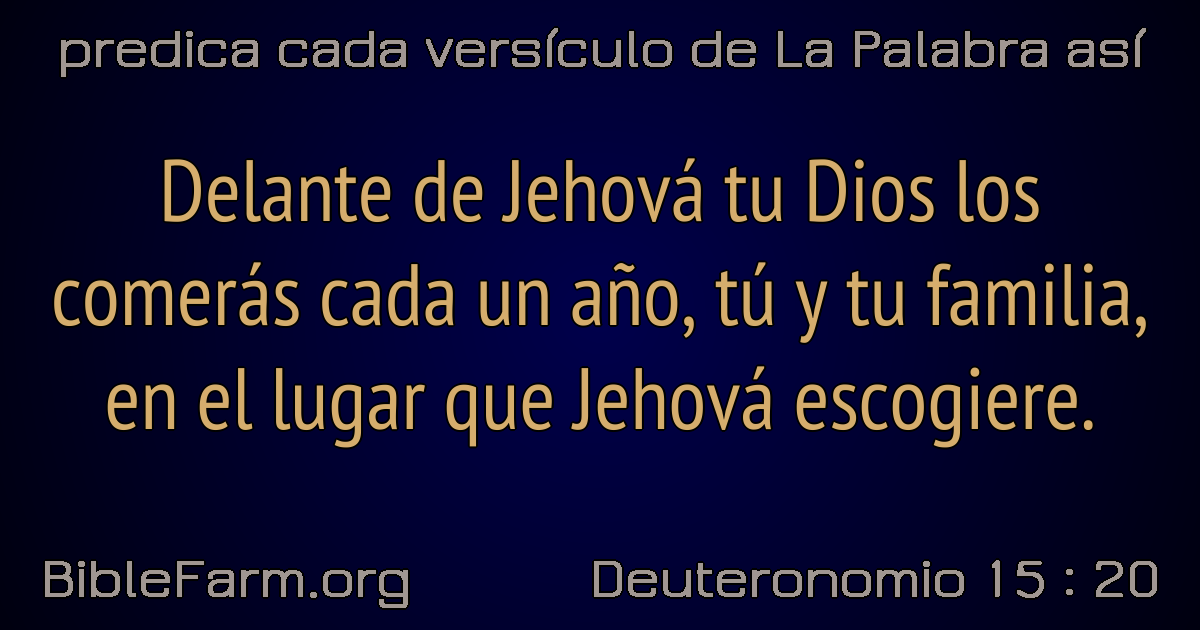 predica cada versículo de La Palabra así
Delante de Jehová tu Dios los
comerás cada un año, tú y tu familia,
en el lugar que Jehová escogiere.
BibleFarm.org
Deuteronomio 15 : 20